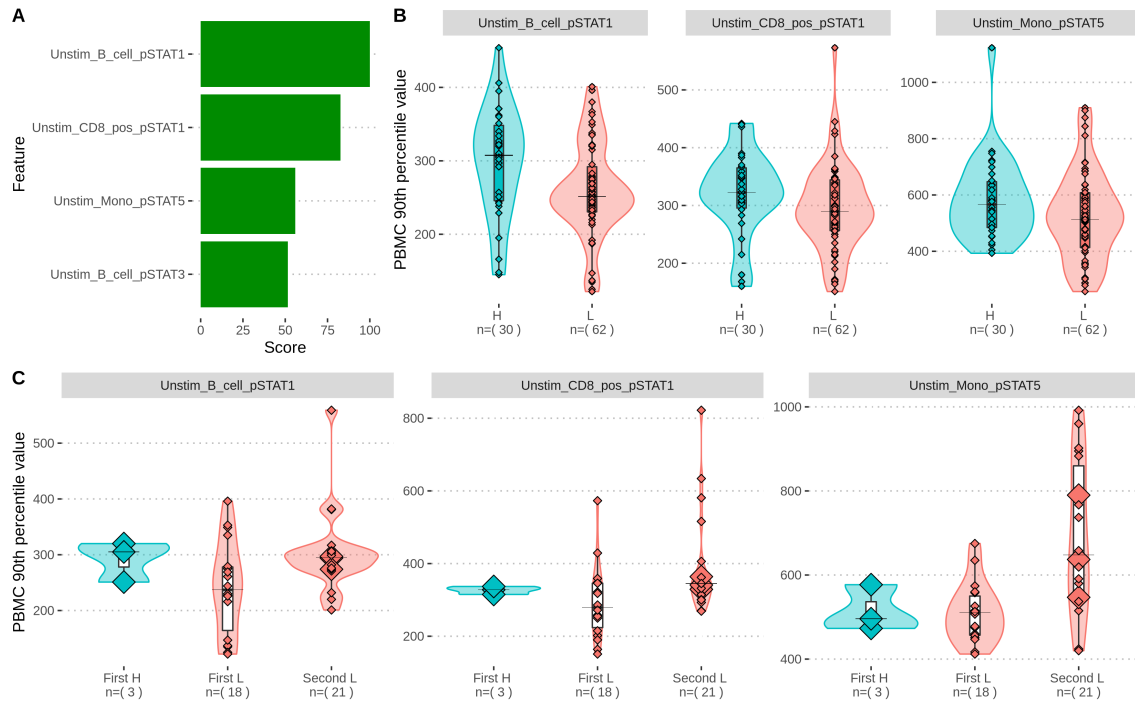 A
Feature
Unstim_B_cell_pSTAT1
Unstim_CD8_pos_pSTAT1
Unstim_Mono_pSTAT5
Unstim_B_cell_pSTAT3
0 25 50 75 100
Score
B
PBMC 90th percentile value
Unstim_B_cell_pSTAT1
400
300
200
H L
n=( 30 ) n=( 62 )
Unstim_CD8_pos_pSTAT1
500
400
300
200
H L
n=( 30 ) n=( 62 )
Unstim_Mono_pSTAT5
1000
800
600
400
H L
n=( 30 ) n=( 62 )
C
PBMC 90th percentile value
Unstim_B_cell_pSTAT1
500
400
300
200
First H First L Second L
n=( 3 ) n=( 18 ) n=( 21 )
Unstim_CD8_pos_pSTAT1
800
600
400
200
First H First L Second L
n=( 3 ) n=( 18 ) n=( 21 )
Unstim_Mono_pSTAT5
1000
800
600
400
First H First L Second L
n=( 3 ) n=( 18 ) n=( 21 )